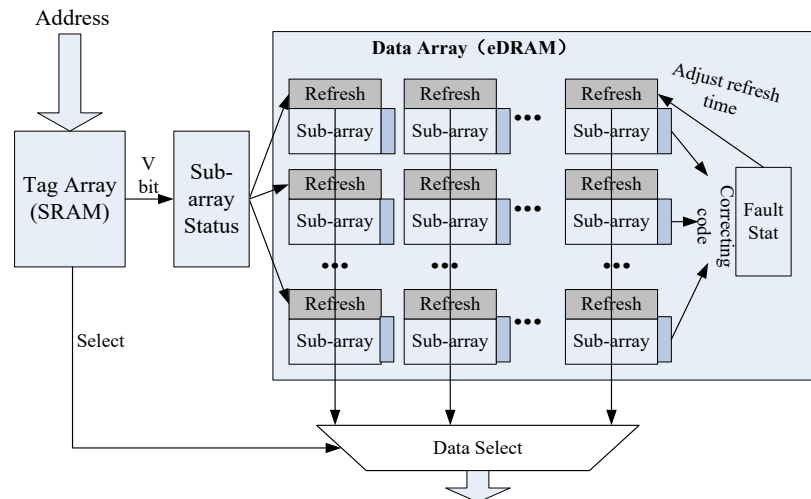 Address
Data Array（eDRAM）
Refresh
Refresh
Refresh
Adjust refresh
time
Sub-array
Sub-array
•••
Sub-array
Tag Array
(SRAM)
V
bit
Sub-
array
Status
Refresh
Refresh
Refresh
Sub-array
Sub-array
•••
Sub-array
Correcting
code
Fault
Stat
•••
•••
•••
Refresh
Refresh
Refresh
•••
Sub-array
Sub-array
Sub-array
Select
Data Select